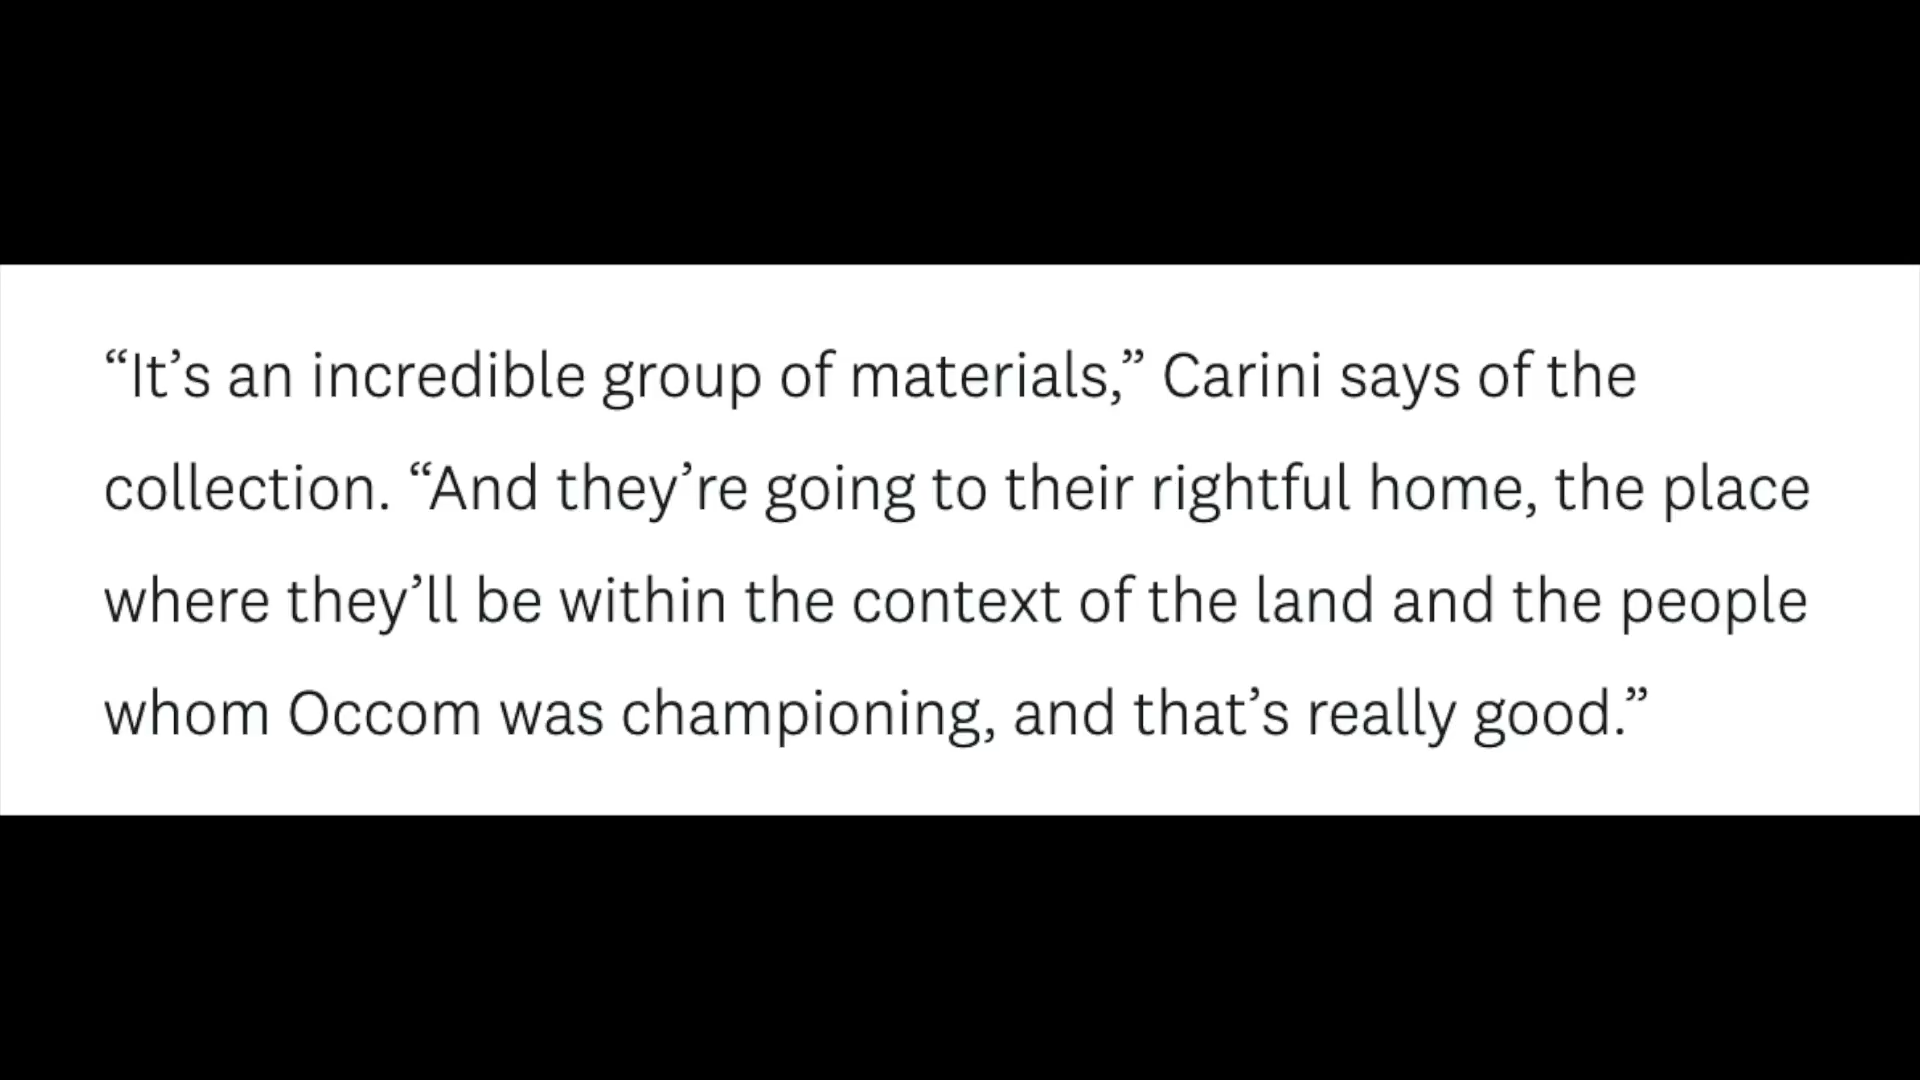 “It’s an incredible group of materials,” Carini says of the
collection. “And they’re going to their rightful home, the place
where they’ll be within the context of the land and the people
whom Occom was championing, and that’s really good.”